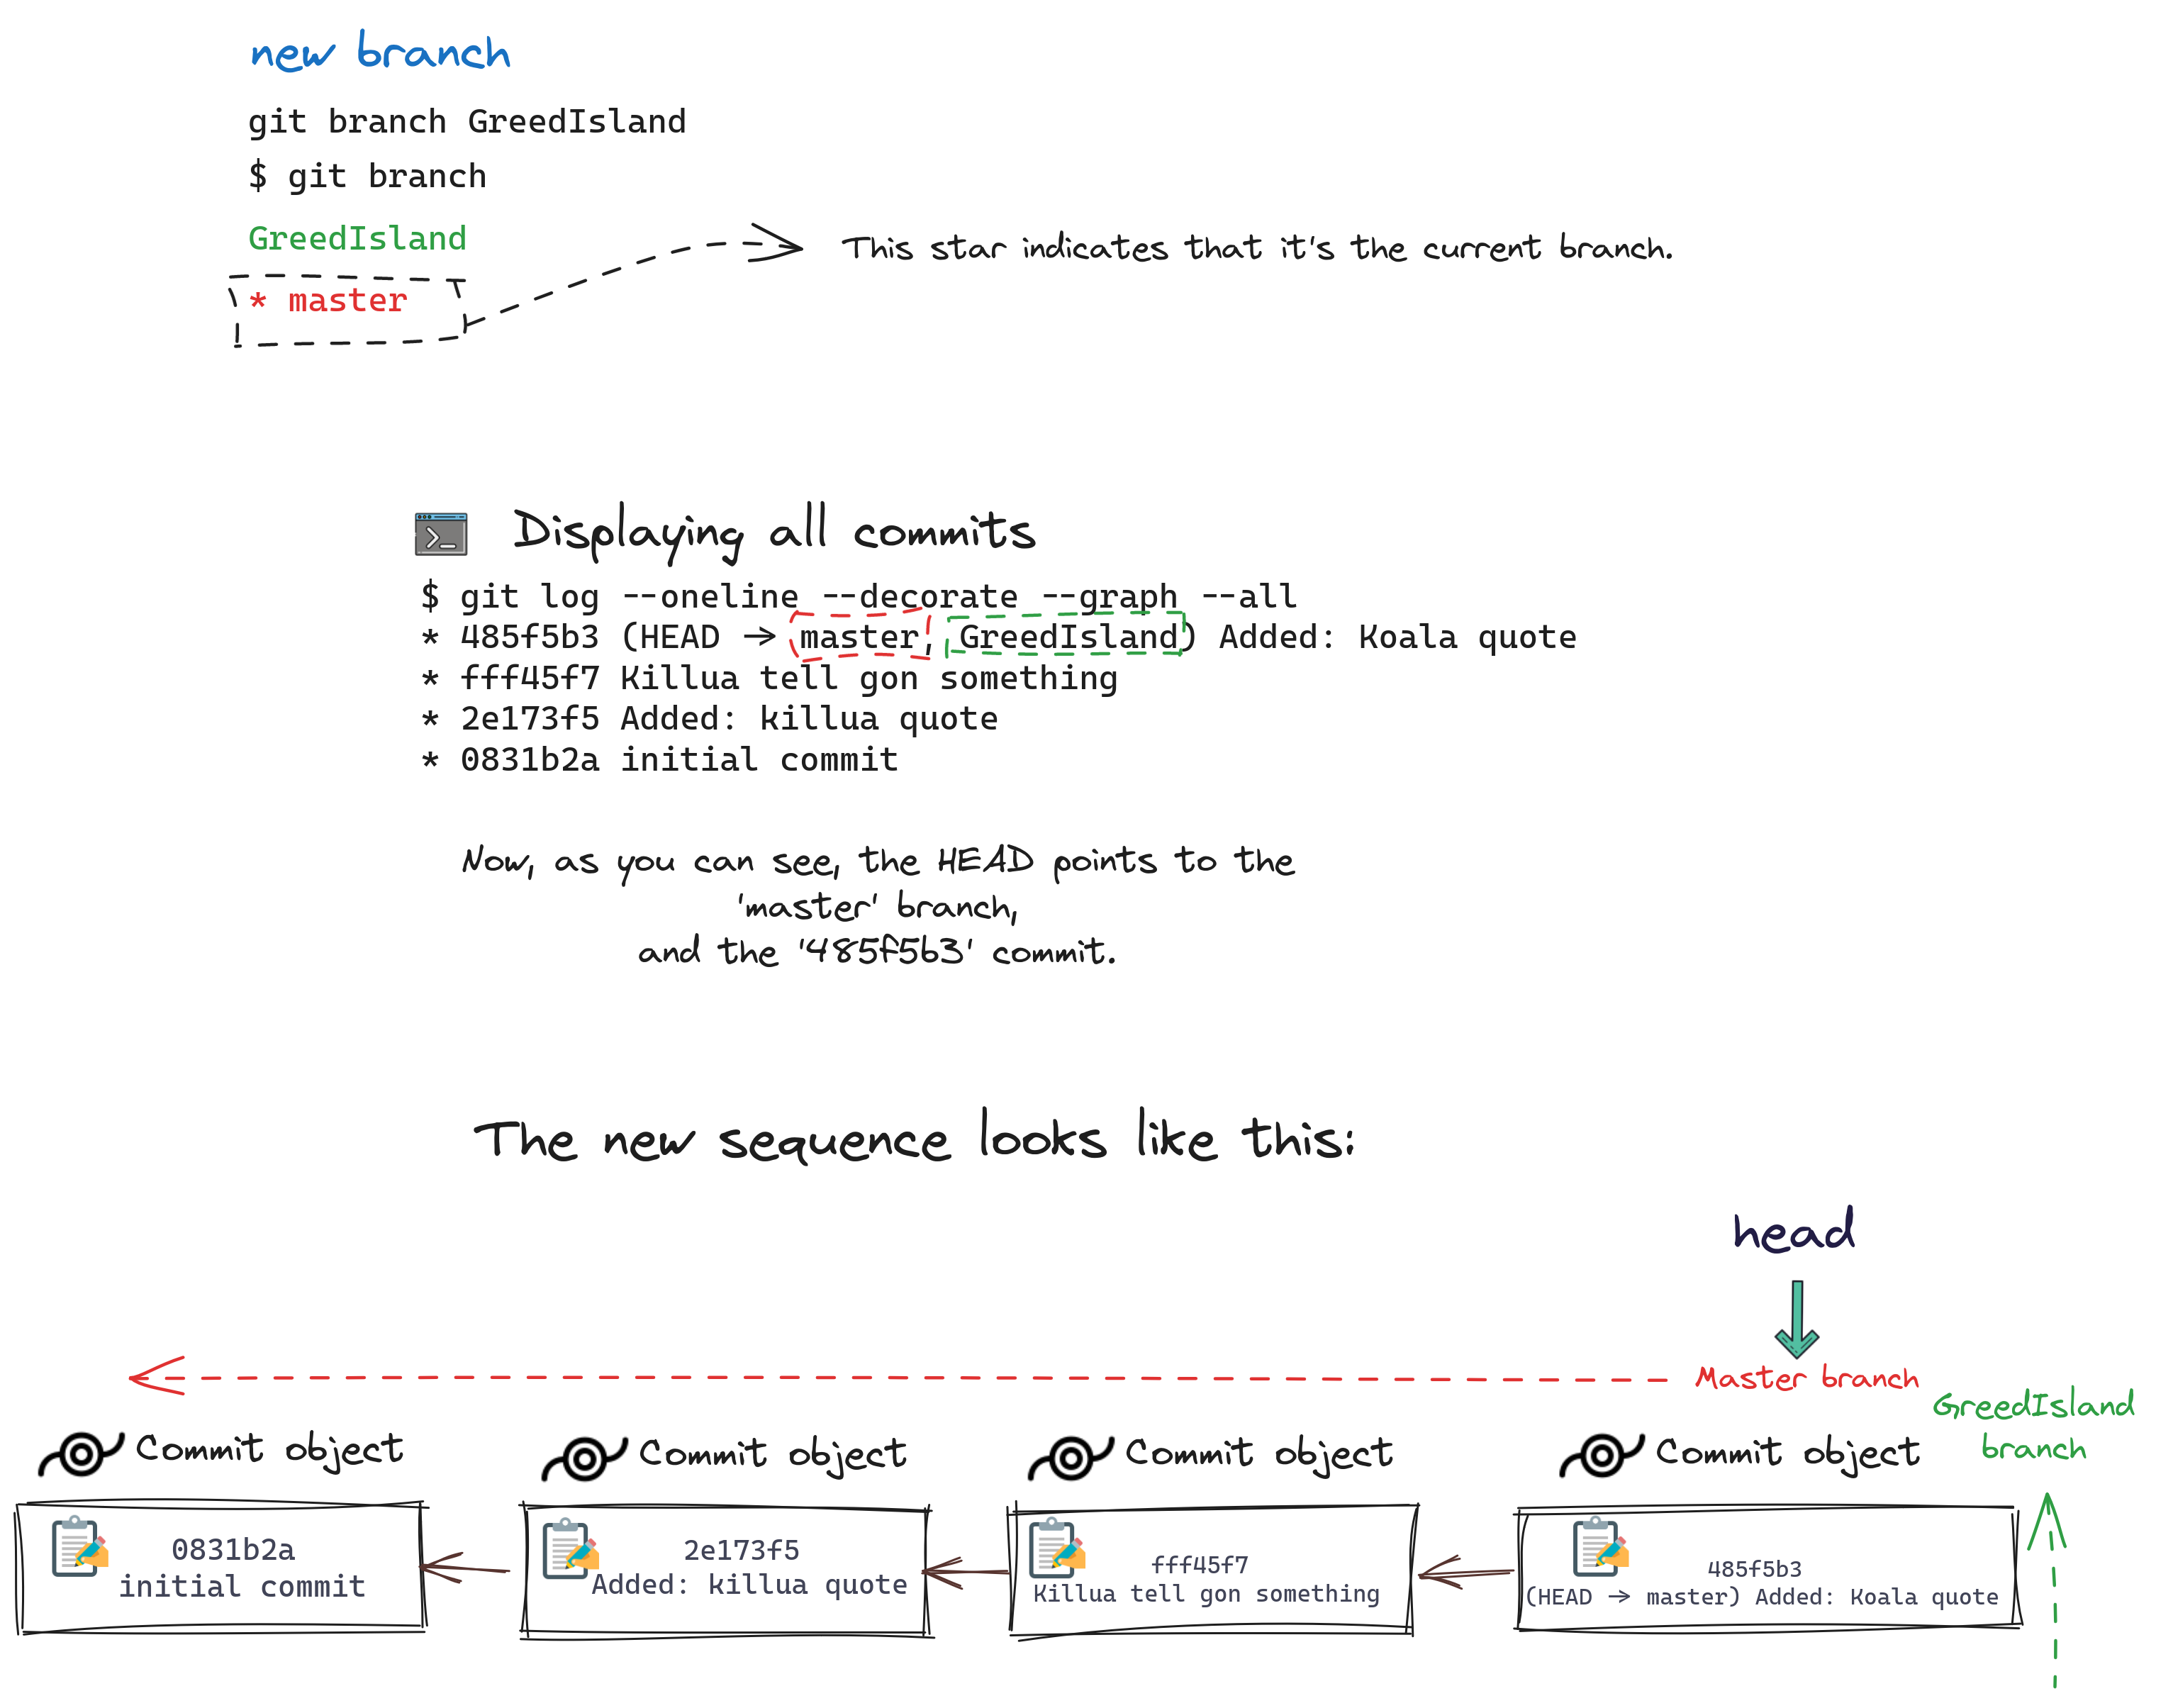 new branch
git branch GreedIsland
$ git branch
GreedIsland
* master
This star indicates that it's the current branch.
Displaying all commits
$ git log --oneline --decorate --graph --all
* 485f5b3 (HEAD -> master, GreedIsland) Added: Koala quote
* fff45f7 Killua tell gon something
* 2e173f5 Added: killua quote
* 0831b2a initial commit
Now, as you can see, the HEAD points to the
'master' branch,
and the '485f5b3' commit.
The new sequence looks like this:
head
Master branch
GreedIsland
branch
Commit object
Commit object
Commit object
Commit object
0831b2a
initial commit
2e173f5
Added: killua quote
fff45f7
Killua tell gon something
485f5b3
(HEAD -> master) Added: Koala quote